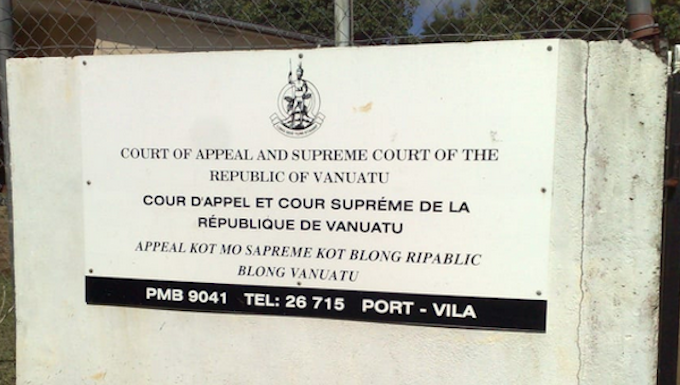 COURT OF APPEAL AND SUPREME COURT OF THE
REPUBLIC OF VANUATU
COUR D'APPEL ET COUR SUPRÉME DE LA
RÉPUBLIQUE DE VANUATU
APPEAL KOT MO SAPREME KOT BLONG RIPABLIC
BLONG VANUATU
PMB 9041 TEL: 26 715 PORT - VILA